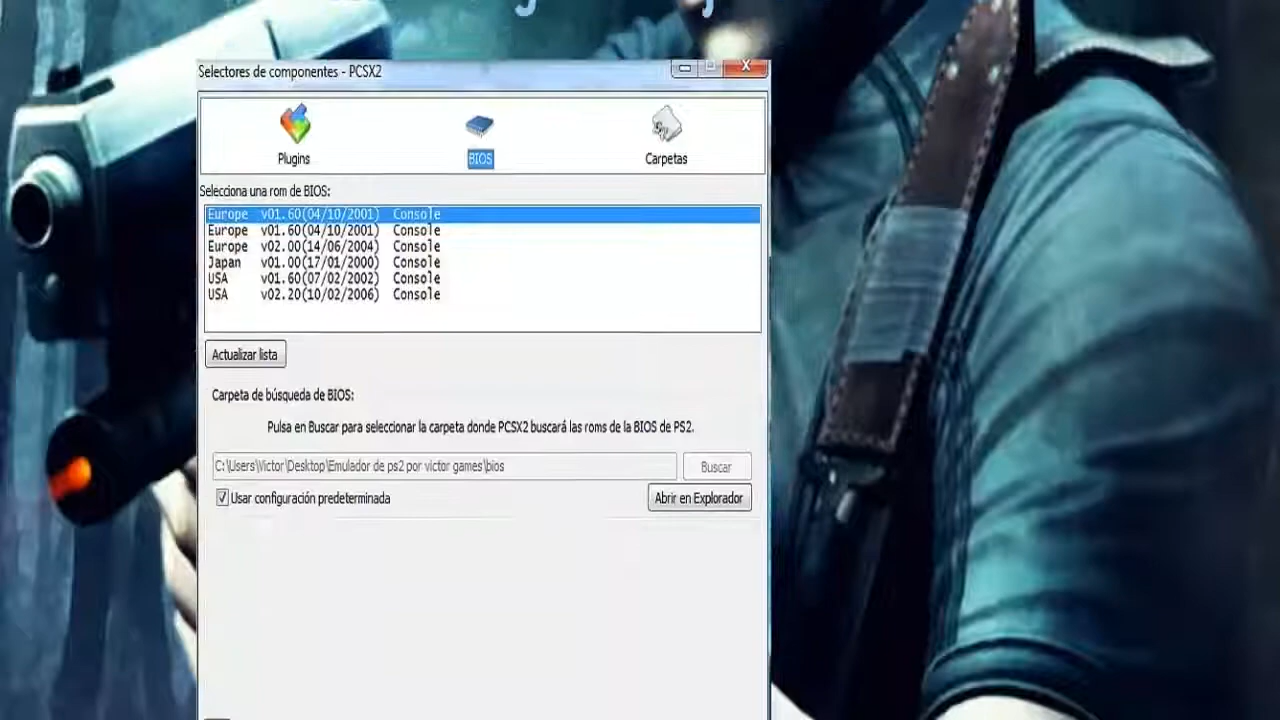 Selectores de componentes - PCSX2
Plugins
BIOS
Carpetas
Selecciona una rom de BIOS:
Europe v01.60(04/10/2001) Console
Europe v01.60(04/10/2001) Console
Europe v02.00(14/06/2004) Console
Japan v01.00(17/01/2000) Console
USA v01.60(07/02/2002) Console
USA v02.20(10/02/2006) Console
Actualizar lista
Carpeta de búsqueda de BIOS:
Pulsa en Buscar para seleccionar la carpeta donde PCSX2 buscará las roms de la BIOS de PS2.
C:\Users\Victor\Desktop\Emulador de ps2 por victor games\bios
Buscar
Usar configuración predeterminada
Abrir en Explorador